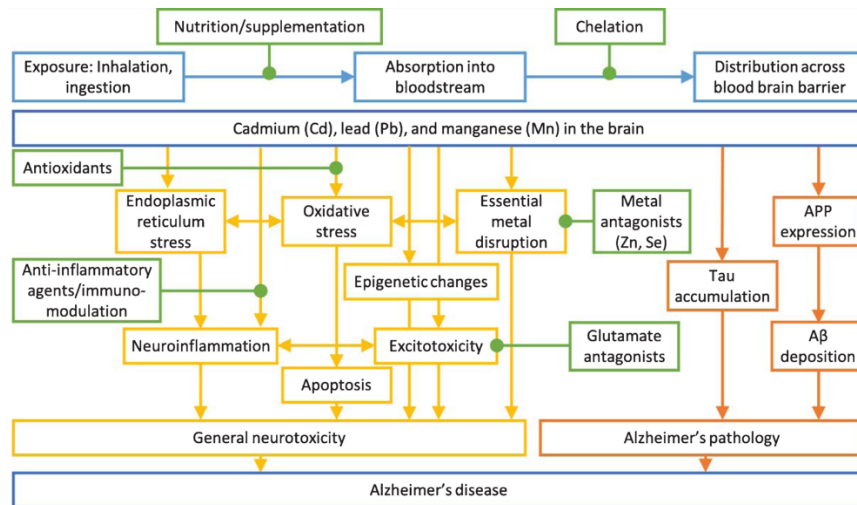 Nutrition/supplementation
Chelation
Exposure: Inhalation,
ingestion
Absorption into
bloodstream
Distribution across
blood brain barrier
Cadmium (Cd), lead (Pb), and manganese (Mn) in the brain
Antioxidants
Endoplasmic
reticulum
stress
Oxidative
stress
Essential
metal
disruption
Metal
antagonists
(Zn, Se)
APP
expression
Anti-inflammatory
agents/immuno-
modulation
Epigenetic changes
Tau
accumulation
Neuroinflammation
Excitotoxicity
Glutamate
antagonists
Aβ
deposition
Apoptosis
General neurotoxicity
Alzheimer's pathology
Alzheimer's disease